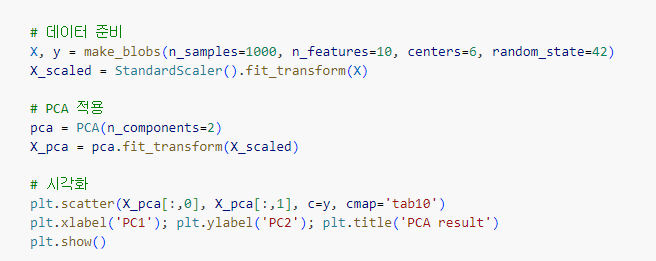 # 데이터 준비
X, y = make_blobs(n_samples=1000, n_features=10, centers=6, random_state=42)
X_scaled = StandardScaler().fit_transform(X)
# PCA 적용
pca = PCA(n_components=2)
X_pca = pca.fit_transform(X_scaled)
# 시각화
plt.scatter(X_pca[:,0], X_pca[:,1], c=y, cmap='tab10')
plt.xlabel('PC1'); plt.ylabel('PC2'); plt.title('PCA result')
plt.show()